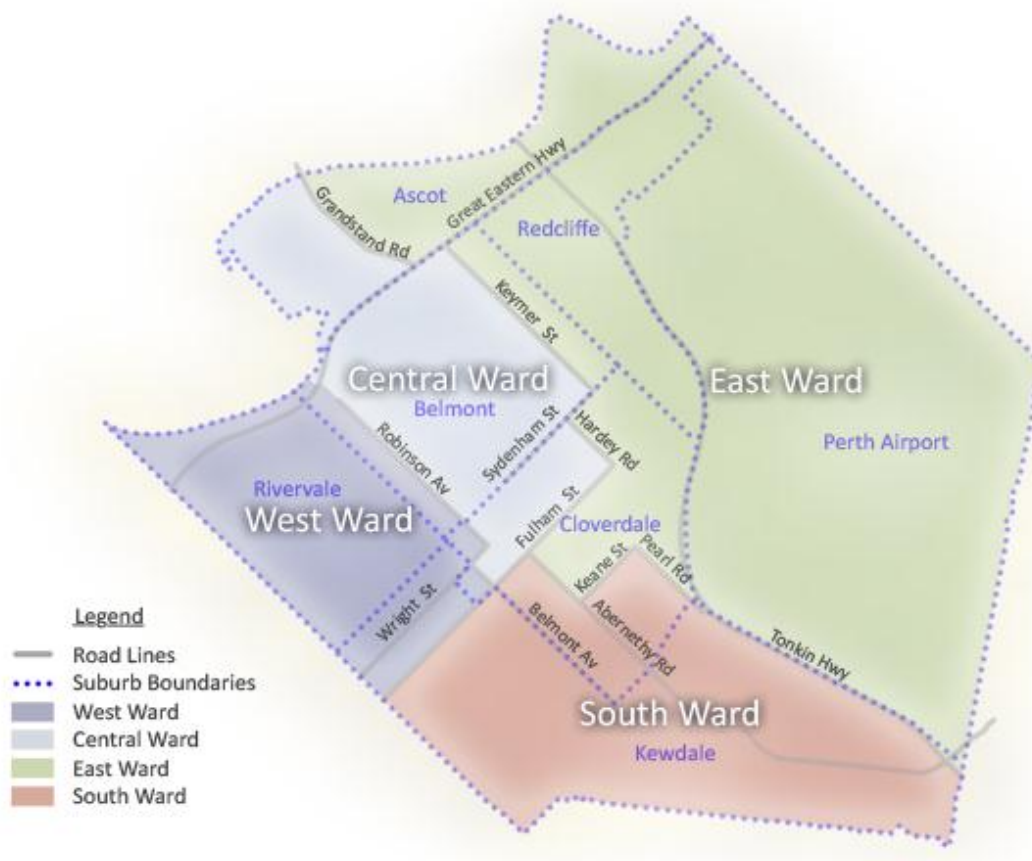 Ascot
Great Eastern Hwy
Grandstand Rd
Redcliffe
Keymer St
Central Ward
Belmont
East Ward
Perth Airport
Robinson Av
Sydenham St
Hardey Rd
Rivervale
West Ward
Fulham St
Cloverdale
Keane St
Pearl Rd
Wright St
Belmont Av
Abernethy Rd
Tonkin Hwy
South Ward
Kewdale
Legend
Road Lines
Suburb Boundaries
West Ward
Central Ward
East Ward
South Ward